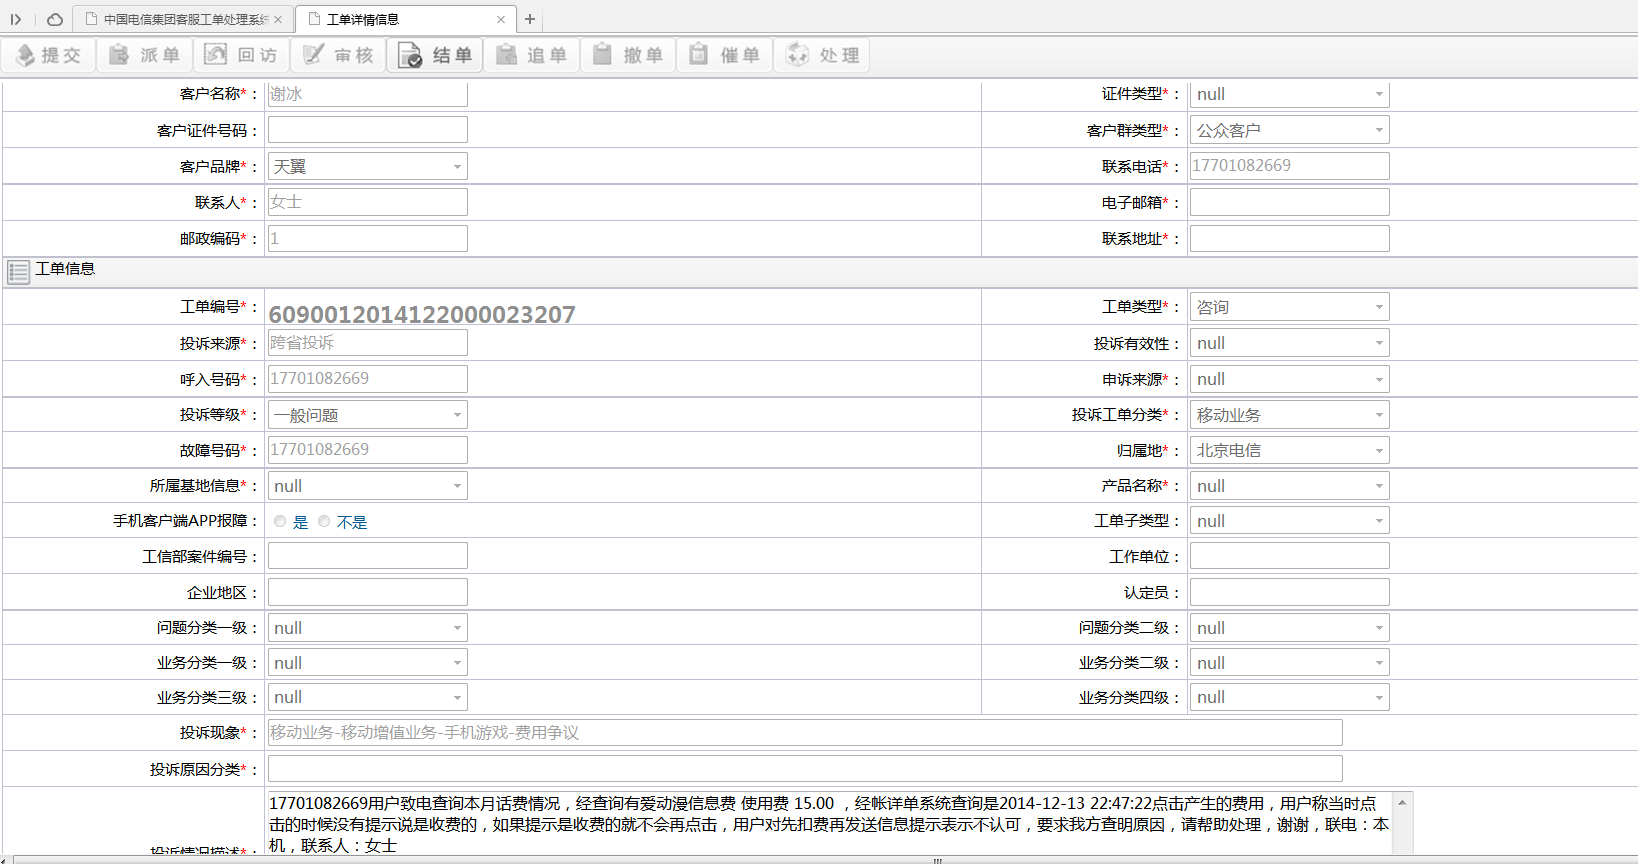 中国电信集团客服工单处理系统
工单详情信息
提交 派单 回访 审核 结单 追单 撤单 催单 处理
客户名称*： 谢冰 证件类型*： null
客户证件号码： 客户群类型*： 公众客户
客户品牌*： 天翼 联系电话*： 17701082669
联系人*： 女士 电子邮箱*：
邮政编码*： 1 联系地址*：
工单信息
工单编号*： 6090012014122000023207 工单类型*： 咨询
投诉来源*： 跨省投诉 投诉有效性： null
呼入号码*： 17701082669 申诉来源*： null
投诉等级*： 一般问题 投诉工单分类*： 移动业务
故障号码*： 17701082669 归属地*： 北京电信
所属基地信息*： null 产品名称*： null
手机客户端APP报障： 是 不是 工单子类型： null
工信部案件编号： 工作单位：
企业地区： 认定员：
问题分类一级： null 问题分类二级： null
业务分类一级： null 业务分类二级： null
业务分类三级： null 业务分类四级： null
投诉现象*： 移动业务-移动增值业务-手机游戏-费用争议
投诉原因分类*：
17701082669用户致电查询本月话费情况，经查询有爱动漫信息费 使用费 15.00 ，经帐详单系统查询是2014-12-13 22:47:22点击产生的费用，用户称当时点
击的时候没有提示说是收费的，如果提示是收费的就不会再点击，用户对先扣费再发送信息提示表示不认可，要求我方查明原因，请帮助处理，谢谢，联电：本
机，联系人：女士
投诉情况描述*：